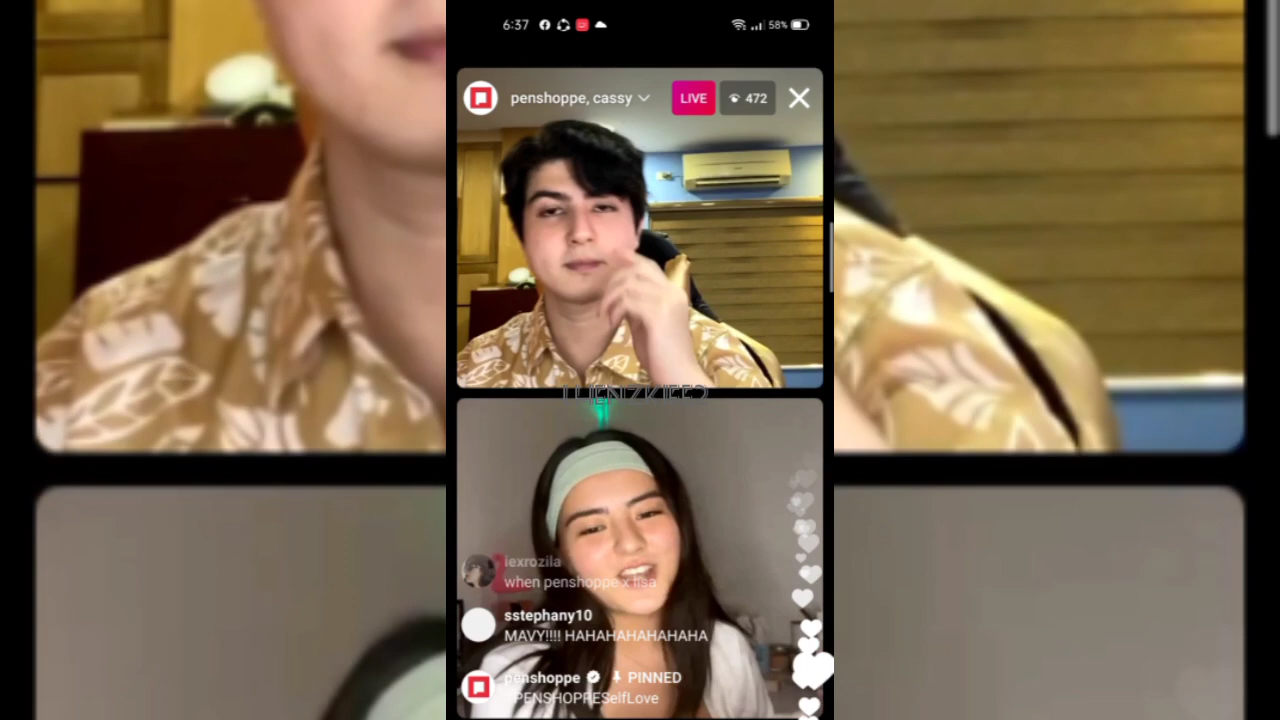 6:37
58%
penshoppe, cassy
LIVE
472
iexrozila
when penshoppe x lisa
sstephany10
MAVY!!!! HAHAHAHAHAHAHA
penshoppe PINNED
PENSHOPPESelfLove